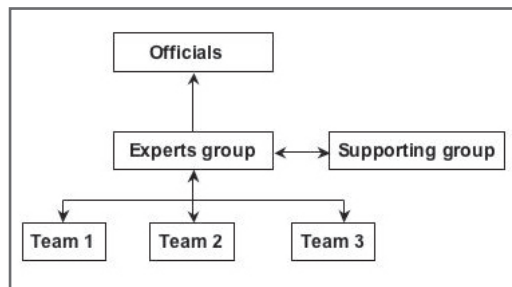 Officials
Experts group
Supporting group
Team 1
Team 2
Team 3